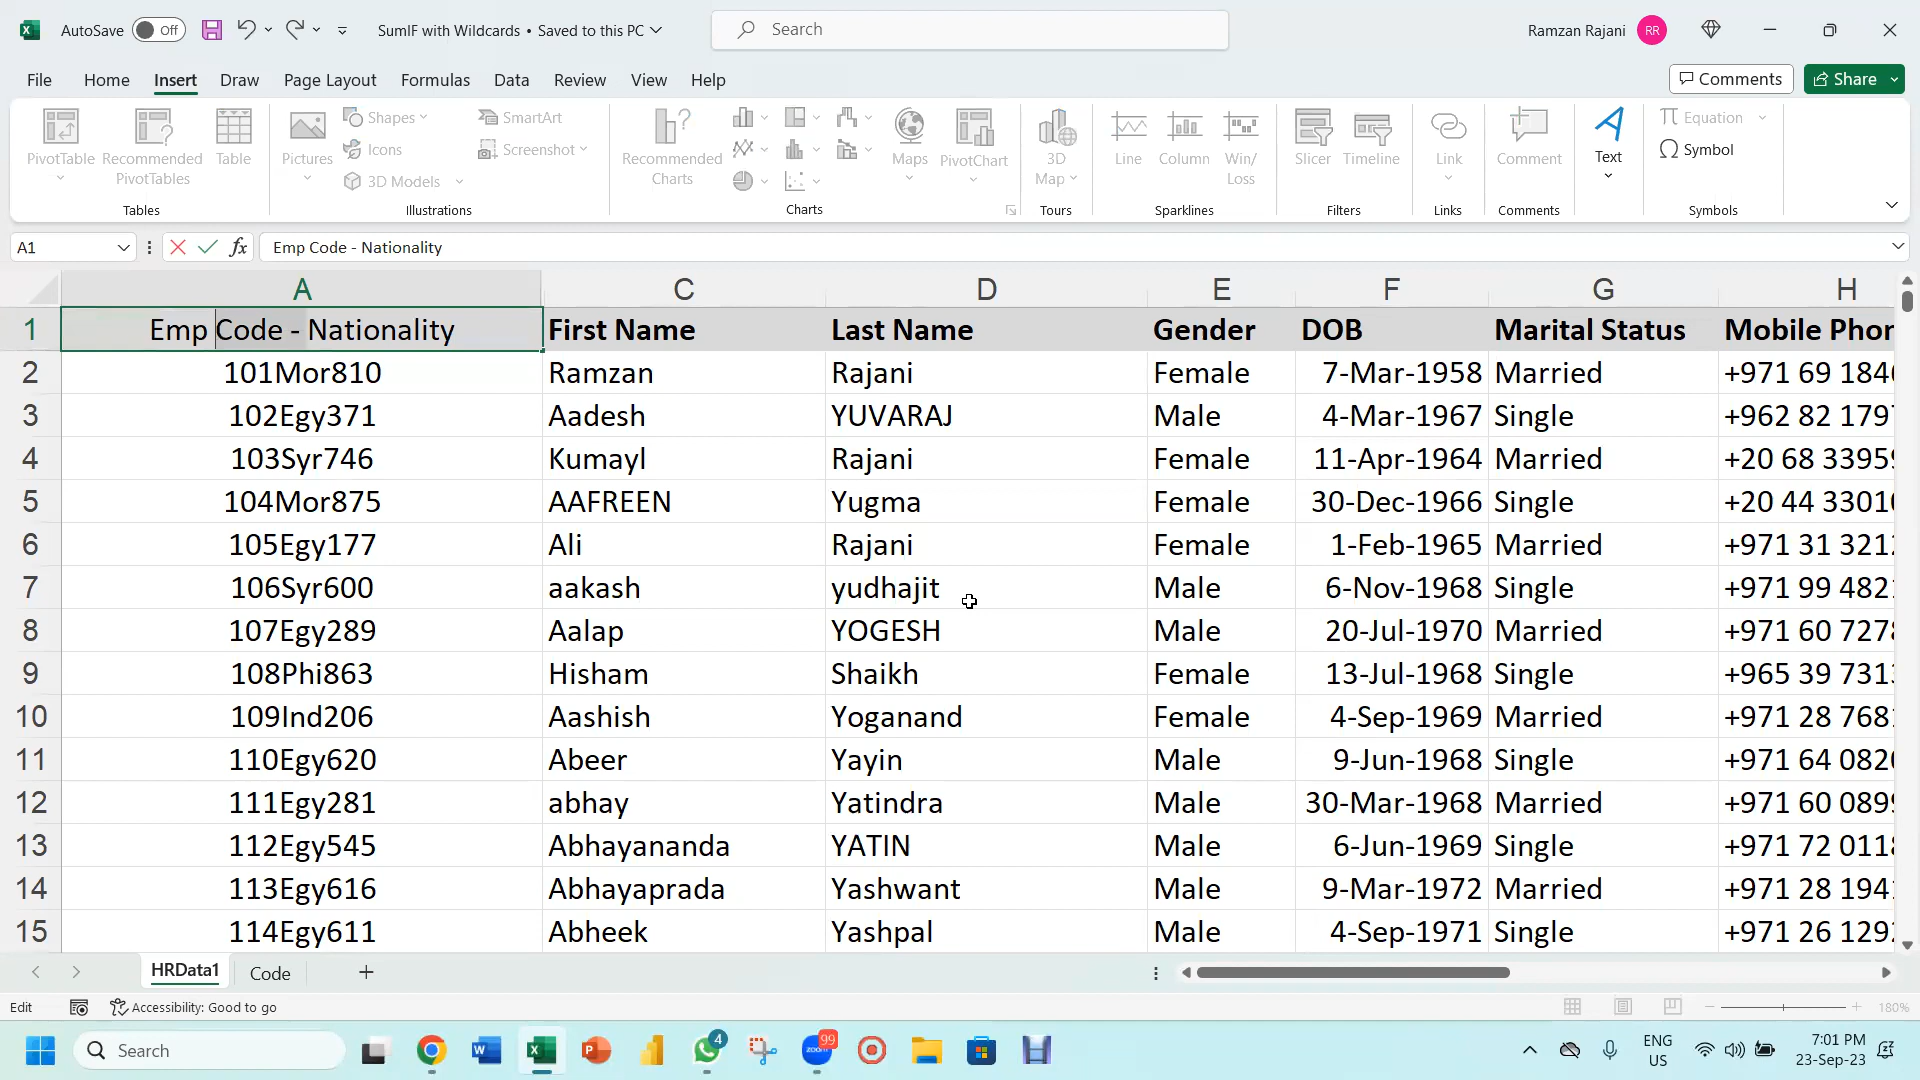 AutoSave Off SumIF with Wildcards • Saved to this PC Search Ramzan Rajani RR
File Home Insert Draw Page Layout Formulas Data Review View Help Comments Share
PivotTable Recommended PivotTables Table
Tables
Pictures Shapes Icons 3D Models SmartArt Screenshot
Illustrations
Recommended Charts Maps PivotChart
Charts
3D Map
Tours
Line Column Win/Loss
Sparklines
Slicer Timeline
Filters
Link
Links
Comment
Comments
Text
Equation
Symbol
Symbols
A1 fx Emp Code - Nationality
A C D E F G H
1 Emp Code - Nationality First Name Last Name Gender DOB Marital Status Mobile Phon
2 101Mor810 Ramzan Rajani Female 7-Mar-1958 Married +971 69 184
3 102Egy371 Aadesh YUVARAJ Male 4-Mar-1967 Single +962 82 179
4 103Syr746 Kumayl Rajani Female 11-Apr-1964 Married +20 68 3395
5 104Mor875 AAFREEN Yugma Female 30-Dec-1966 Single +20 44 3301
6 105Egy177 Ali Rajani Female 1-Feb-1965 Married +971 31 321
7 106Syr600 aakash yudhajit Male 6-Nov-1968 Single +971 99 482
8 107Egy289 Aalap YOGESH Male 20-Jul-1970 Married +971 60 727
9 108Phi863 Hisham Shaikh Female 13-Jul-1968 Single +965 39 731
10 109Ind206 Aashish Yoganand Female 4-Sep-1969 Married +971 28 768
11 110Egy620 Abeer Yayin Male 9-Jun-1968 Single +971 64 082
12 111Egy281 abhay Yatindra Male 30-Mar-1968 Married +971 60 089
13 112Egy545 Abhayananda YATIN Male 6-Jun-1969 Single +971 72 011
14 113Egy616 Abhayaprada Yashwant Male 9-Mar-1972 Married +971 28 194
15 114Egy611 Abheek Yashpal Male 4-Sep-1971 Single +971 26 129
HRData1 Code
Edit Accessibility: Good to go 180%
Search 4 99 zoom ENG 7:01 PM
US 23-Sep-23